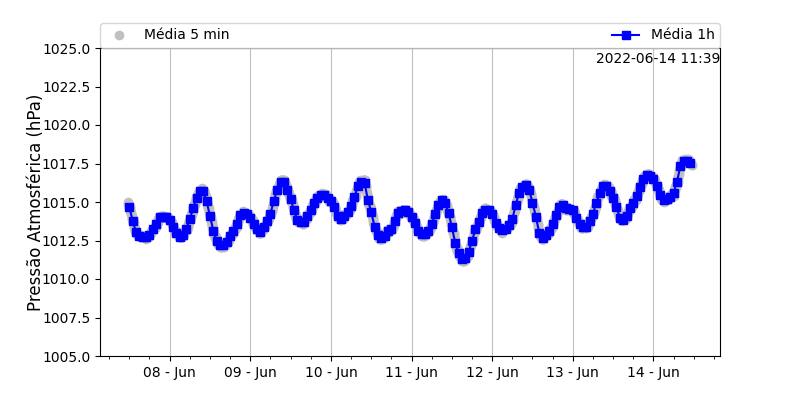 Média 5 min
Média 1h
2022-06-14 11:39
Pressão Atmosférica (hPa)
1025.0
1022.5
1020.0
1017.5
1015.0
1012.5
1010.0
1007.5
1005.0
08 - Jun
09 - Jun
10 - Jun
11 - Jun
12 - Jun
13 - Jun
14 - Jun